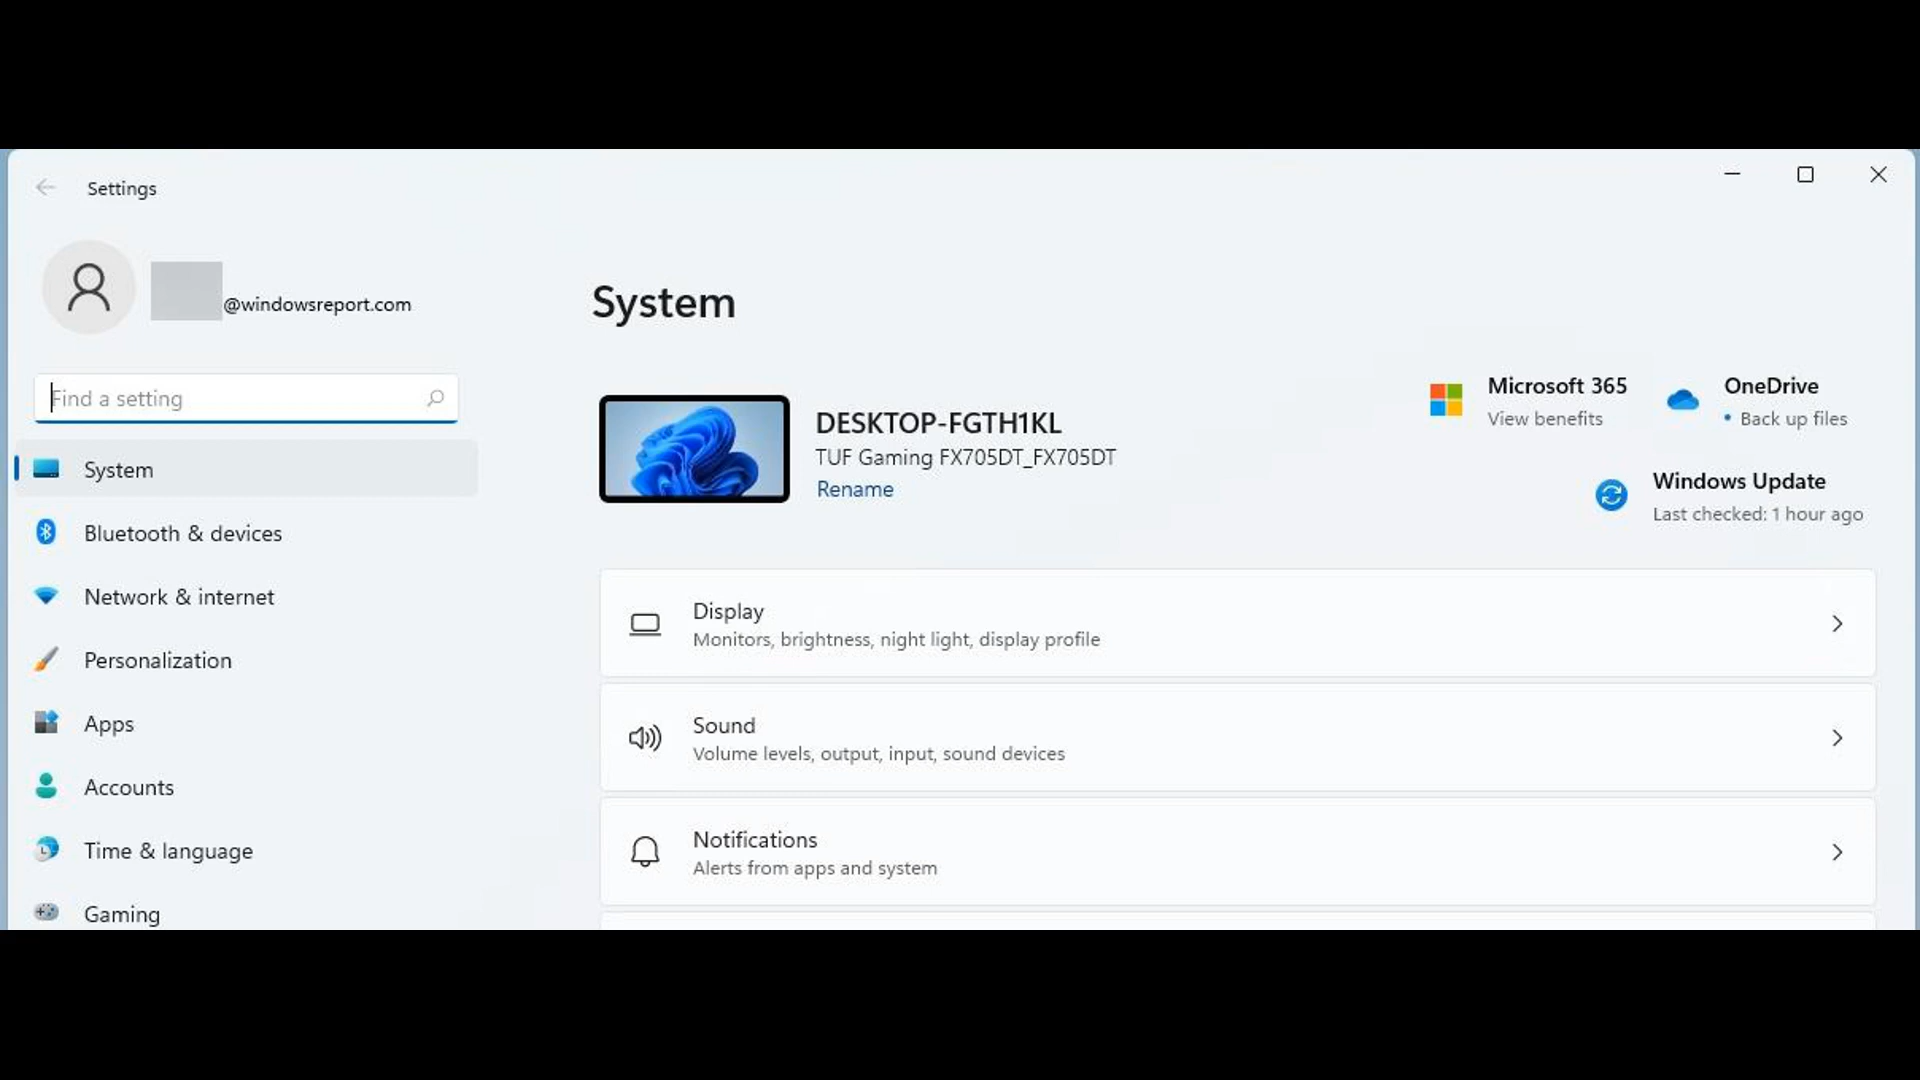 Settings
@windowsreport.com
Find a setting
System
Bluetooth & devices
Network & internet
Personalization
Apps
Accounts
Time & language
Gaming
System
DESKTOP-FGTH1KL
TUF Gaming FX705DT_FX705DT
Rename
Microsoft 365
View benefits
OneDrive
• Back up files
Windows Update
Last checked: 1 hour ago
Display
Monitors, brightness, night light, display profile
Sound
Volume levels, output, input, sound devices
Notifications
Alerts from apps and system